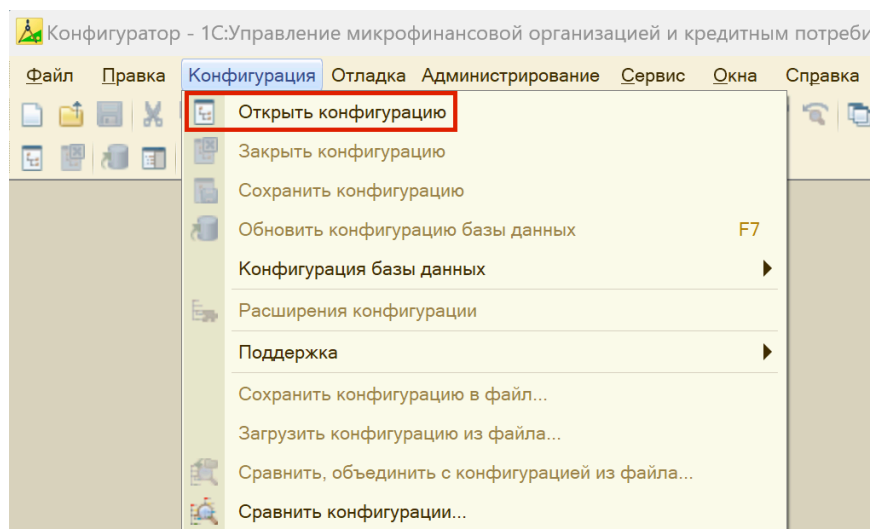 Конфигуратор - 1С:Управление микрофинансовой организацией и кредитным потреби
Файл Правка Конфигурация Отладка Администрирование Сервис Окна Справка
Открыть конфигурацию
Закрыть конфигурацию
Сохранить конфигурацию
Обновить конфигурацию базы данных F7
Конфигурация базы данных
Расширения конфигурации
Поддержка
Сохранить конфигурацию в файл...
Загрузить конфигурацию из файла...
Сравнить, объединить с конфигурацией из файла...
Сравнить конфигурации...